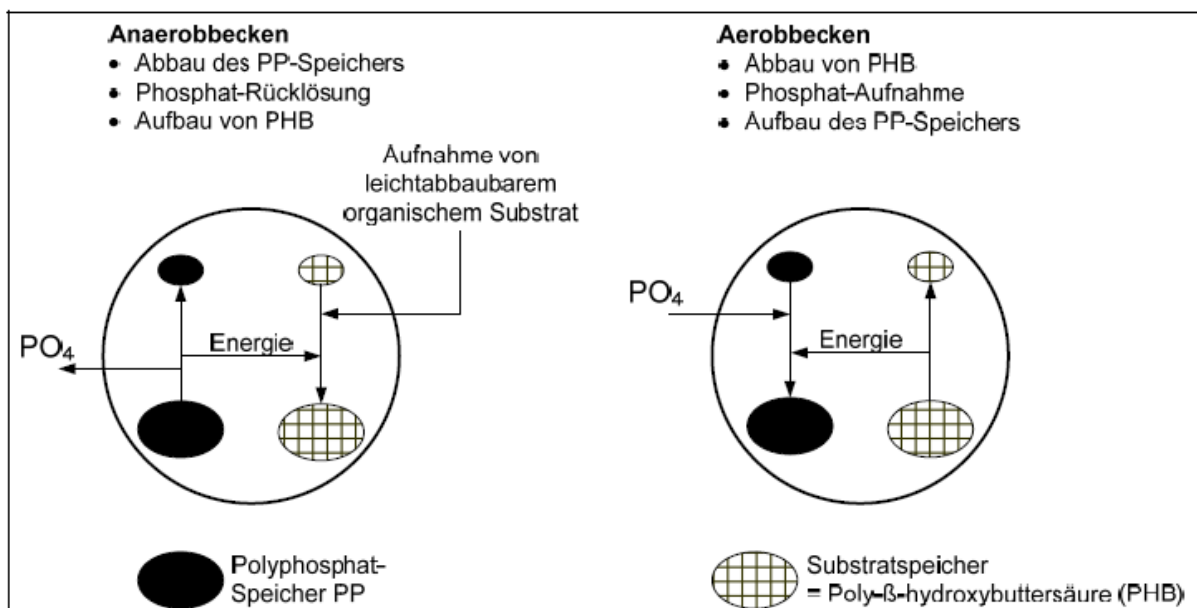 Anaerobbecken
• Abbau des PP-Speichers
• Phosphat-Rücklösung
• Aufbau von PHB
Aufnahme von
leichtabbaubarem
organischem Substrat
PO₄
Energie
Polyphosphat-
Speicher PP
Aerobbecken
• Abbau von PHB
• Phosphat-Aufnahme
• Aufbau des PP-Speichers
PO₄
Energie
Substratspeicher
= Poly-ß-hydroxybuttersäure (PHB)